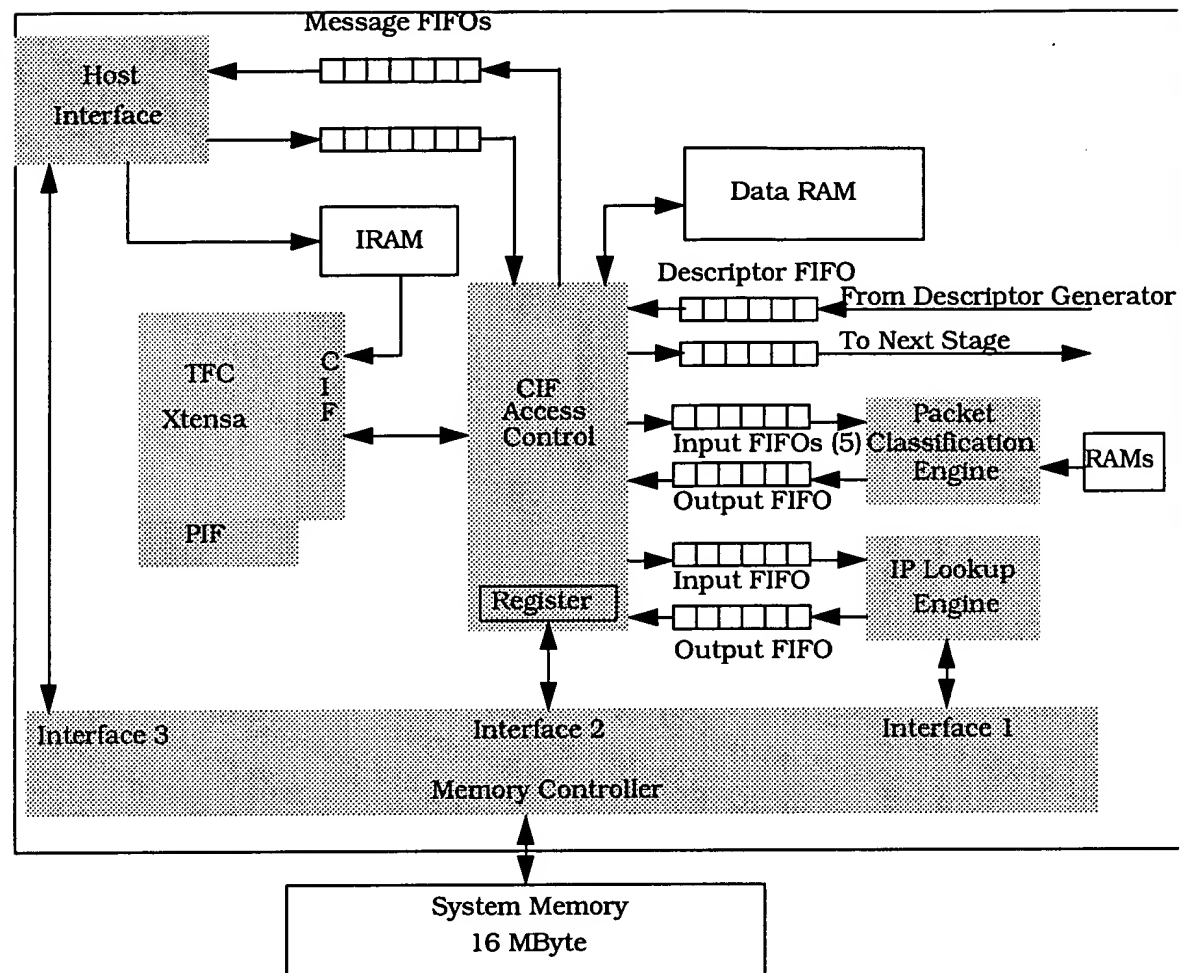 Message FIFOs
Host
Interface
Data RAM
IRAM
Descriptor FIFO
From Descriptor Generator
To Next Stage
TFC
Xtensa
C
I
F
PIF
CIF
Access
Control
Packet
Classification
Engine
Input FIFOs (5)
RAMs
Output FIFO
IP Lookup
Engine
Input FIFO
Register
Output FIFO
Interface 3
Interface 2
Interface 1
Memory Controller
System Memory
16 MByte